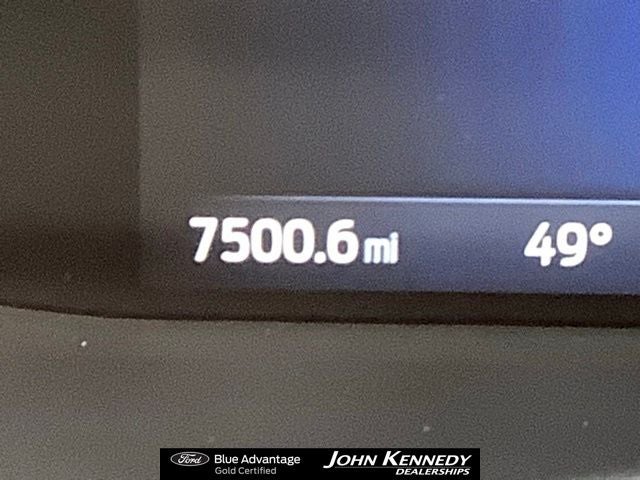 7500.6 mi 49°
Ford Blue Advantage JOHN KENNEDY
Gold Certified DEALERSHIPS